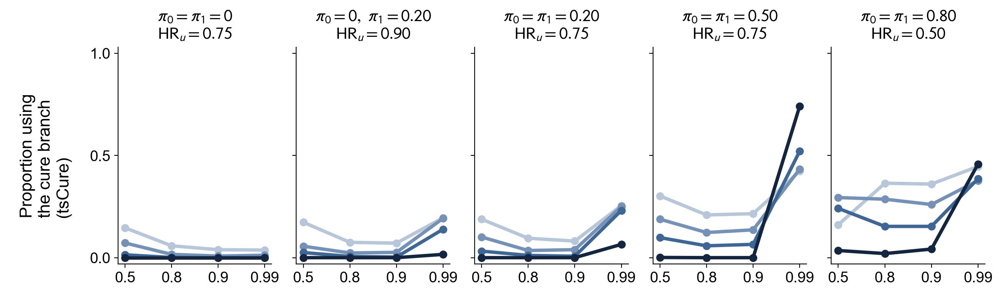 π₀ = π₁ = 0
HRᵤ = 0.75
π₀ = 0, π₁ = 0.20
HRᵤ = 0.90
π₀ = π₁ = 0.20
HRᵤ = 0.75
π₀ = π₁ = 0.50
HRᵤ = 0.75
π₀ = π₁ = 0.80
HRᵤ = 0.50
Proportion using
the cure branch
(tsCure)
1.0
0.5
0.0
0.5 0.8 0.9 0.99
0.5 0.8 0.9 0.99
0.5 0.8 0.9 0.99
0.5 0.8 0.9 0.99
0.5 0.8 0.9 0.99